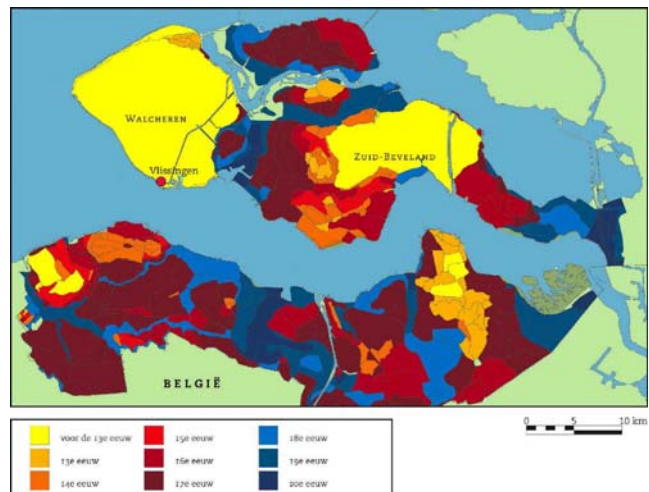 WALCHEREN
Vlissingen
ZUID-BEVELAND
BELGIË
voor de 13e eeuw
13e eeuw
14e eeuw
15e eeuw
16e eeuw
17e eeuw
18e eeuw
19e eeuw
20e eeuw
0 5 10 km